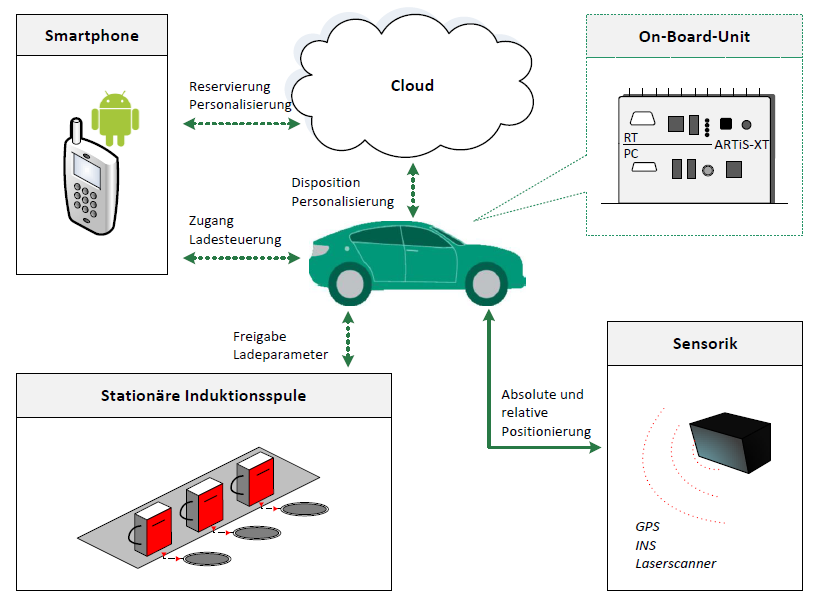 Smartphone
Cloud
On-Board-Unit
Reservierung
Personalisierung
RT
ARTiS-XT
PC
Disposition
Personalisierung
Zugang
Ladesteuerung
Freigabe
Ladeparameter
Sensorik
Stationäre Induktionsspule
Absolute und
relative
Positionierung
GPS
INS
Laserscanner